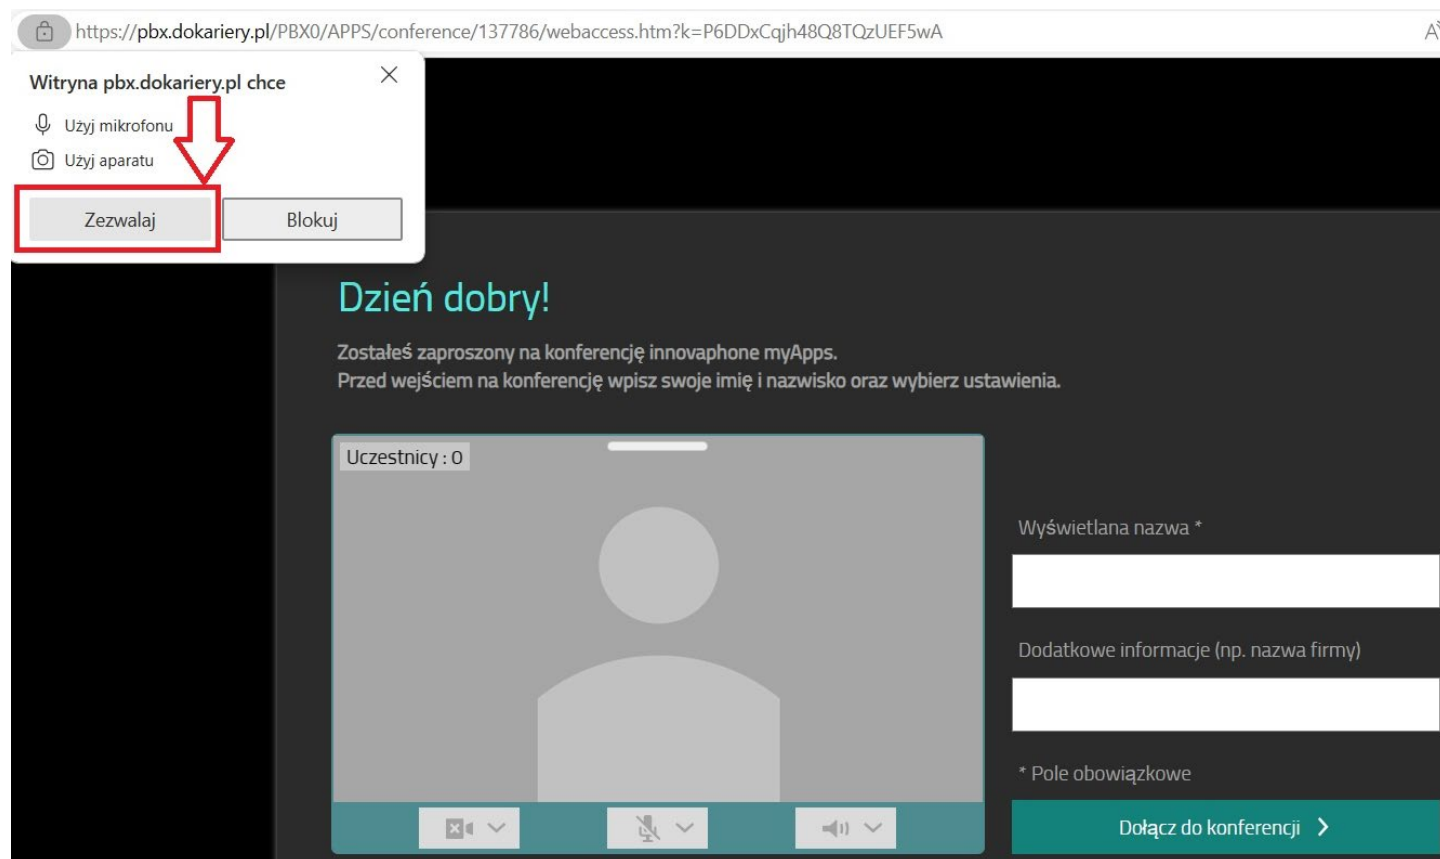 https://pbx.dokariery.pl/PBX0/APPS/conference/137786/webaccess.htm?k=P6DDxCqjh48Q8TQzUEF5wA
Witryna pbx.dokariery.pl chce
Użyj mikrofonu
Użyj aparatu
Zezwalaj
Blokuj
Dzień dobry!
Zostałeś zaproszony na konferencję innovaphone myApps.
Przed wejściem na konferencję wpisz swoje imię i nazwisko oraz wybierz ustawienia.
Uczestnicy : 0
Wyświetlana nazwa *
Dodatkowe informacje (np. nazwa firmy)
* Pole obowiązkowe
Dołącz do konferencji